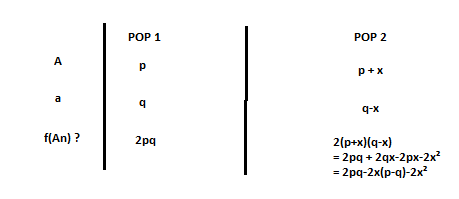 POP 1 POP 2
A p p + x
a q q-x
f(An) ? 2pq 2(p+x)(q-x)
= 2pq + 2qx-2px-2x²
= 2pq-2x(p-q)-2x²